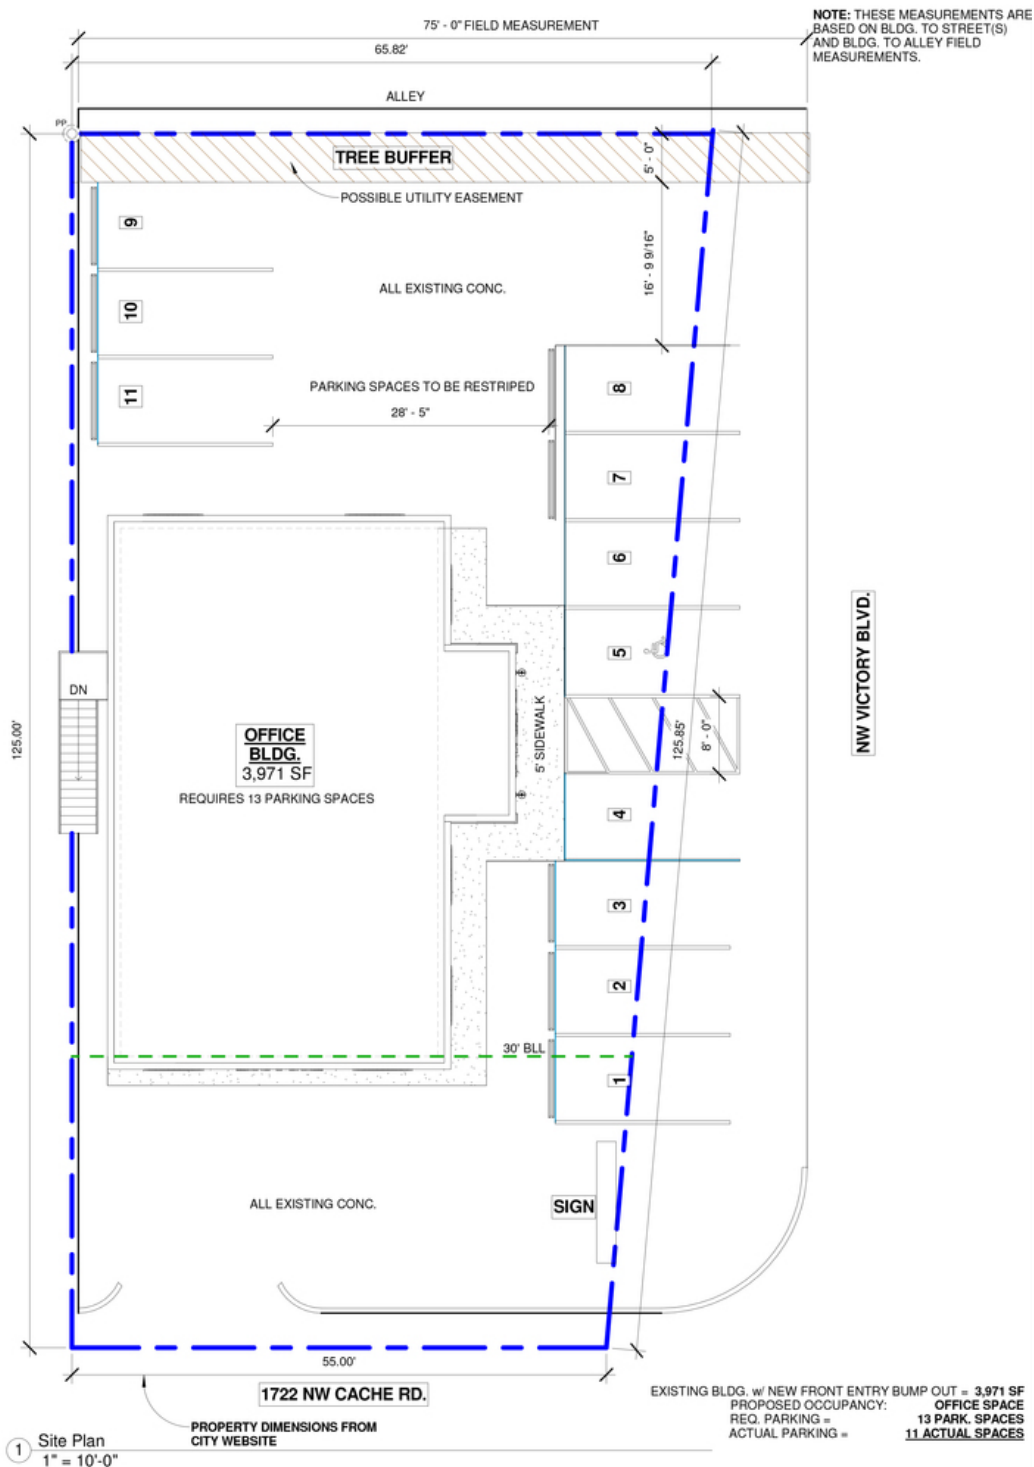 75' - 0" FIELD MEASUREMENT
NOTE: THESE MEASUREMENTS ARE
BASED ON BLDG. TO STREET(S)
AND BLDG. TO ALLEY FIELD
MEASUREMENTS.
65.82'
ALLEY
PP
TREE BUFFER
5' - 0"
POSSIBLE UTILITY EASEMENT
9
16' - 9 9/16"
ALL EXISTING CONC.
10
PARKING SPACES TO BE RESTRIPED
11
8
28' - 5"
7
6
5
NW VICTORY BLVD.
DN
125.00'
OFFICE
BLDG.
3,971 SF
REQUIRES 13 PARKING SPACES
5' SIDEWALK
125.85'
8' - 0"
4
3
2
30' BLL
1
ALL EXISTING CONC.
SIGN
55.00'
1722 NW CACHE RD.
PROPERTY DIMENSIONS FROM
CITY WEBSITE
EXISTING BLDG. w/ NEW FRONT ENTRY BUMP OUT = 3,971 SF
PROPOSED OCCUPANCY: OFFICE SPACE
REQ. PARKING = 13 PARK. SPACES
ACTUAL PARKING = 11 ACTUAL SPACES
1 Site Plan
1" = 10'-0"